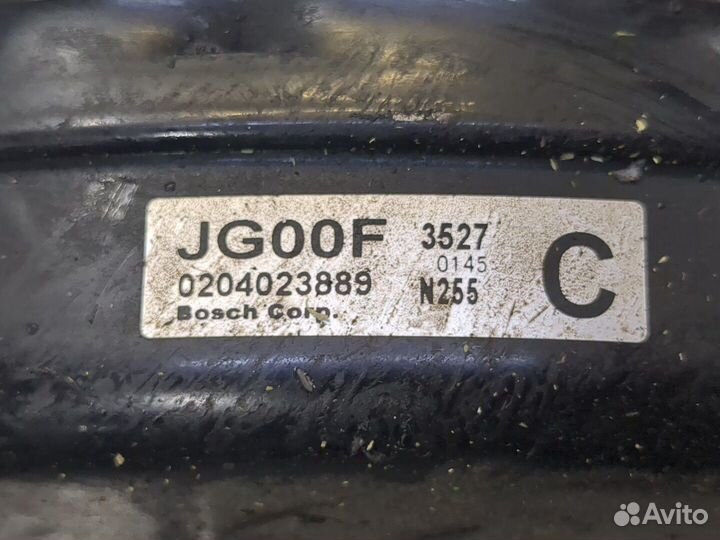 JG00F 3527
0145
0204023889 N255
Bosch Corp.
C
Avito